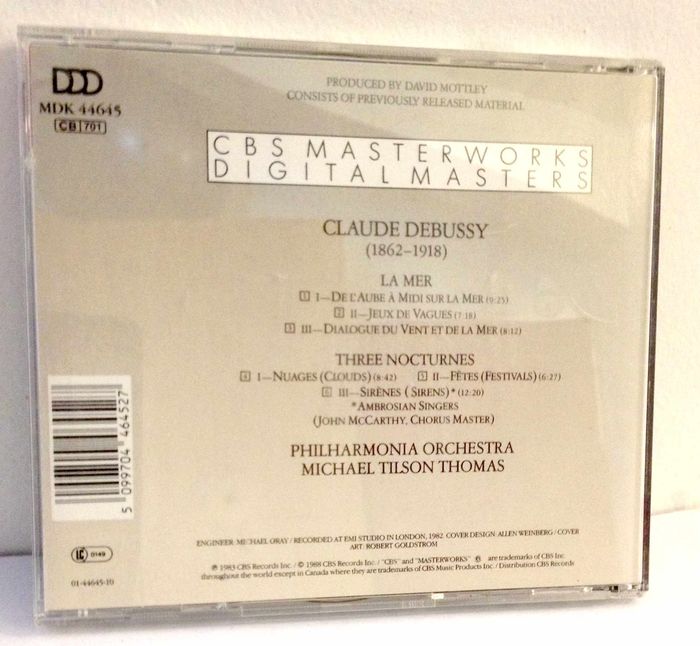 DDD
MDK 44645
CB 701
PRODUCED BY DAVID MOTTLEY
CONSISTS OF PREVIOUSLY RELEASED MATERIAL
CBS MASTERWORKS
DIGITAL MASTERS
CLAUDE DEBUSSY
(1862–1918)
LA MER
1 I—DE L'AUBE À MIDI SUR LA MER (9:25)
2 II—JEUX DE VAGUES (7:18)
3 III—DIALOGUE DU VENT ET DE LA MER (8:12)
THREE NOCTURNES
4 I—NUAGES (CLOUDS) (8:42) 5 II—FÊTES (FESTIVALS) (6:27)
6 III—SIRÈNES (SIRENS)* (12:20)
*AMBROSIAN SINGERS
(JOHN MCCARTHY, CHORUS MASTER)
PHILHARMONIA ORCHESTRA
MICHAEL TILSON THOMAS
5 099704 464527
ENGINEER: MICHAEL GRAY / RECORDED AT EMI STUDIO IN LONDON, 1982. COVER DESIGN: ALLEN WEINBERG / COVER
ART: ROBERT GOLDSTROM
LC 0149
℗ 1983 CBS Records Inc. / © 1988 CBS Records Inc. / "CBS" and "MASTERWORKS" are trademarks of CBS Inc.
throughout the world except in Canada where they are trademarks of CBS Music Products Inc. / Distribution CBS Records
01-44645-10